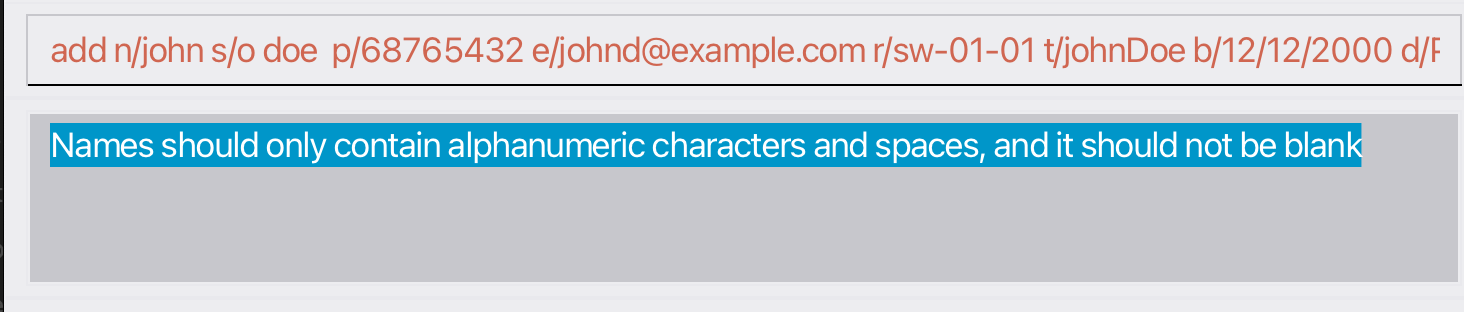 add n/john s/o doe  p/68765432 e/johnd@example.com r/sw-01-01 t/johnDoe b/12/12/2000 d/
Names should only contain alphanumeric characters and spaces, and it should not be blank